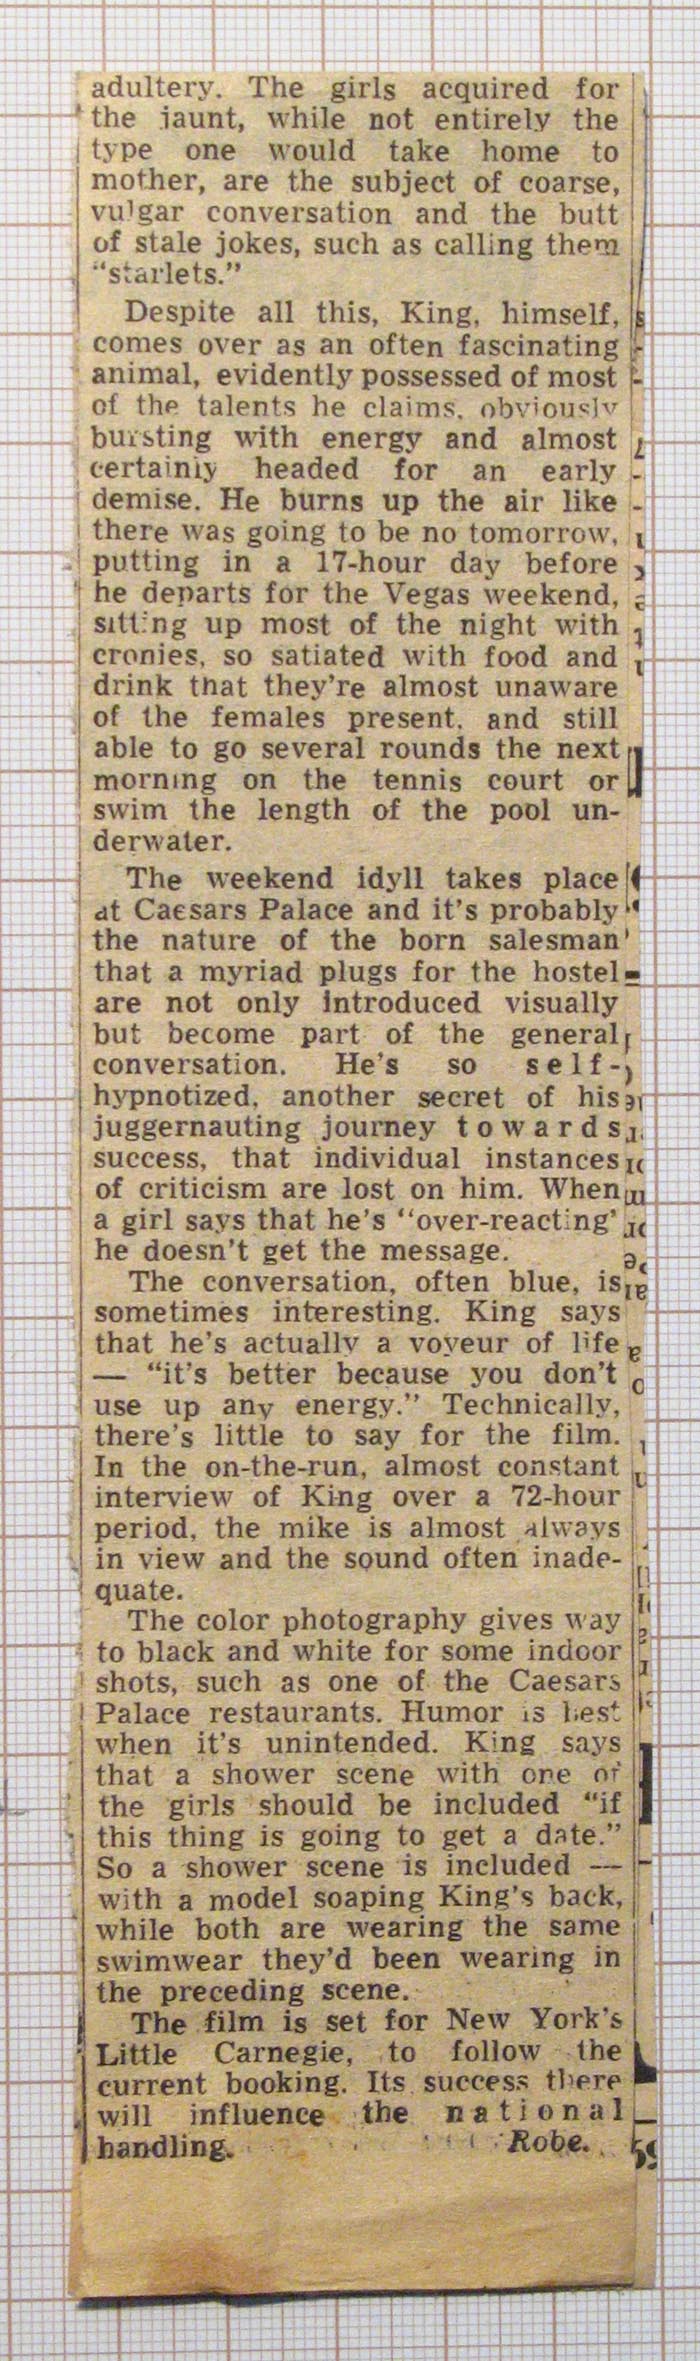 adultery. The girls acquired for
the jaunt, while not entirely the
type one would take home to
mother, are the subject of coarse,
vulgar conversation and the butt
of stale jokes, such as calling them
“starlets.”
Despite all this, King, himself,
comes over as an often fascinating
animal, evidently possessed of most
of the talents he claims, obviously
bursting with energy and almost
certainly headed for an early
demise. He burns up the air like
there was going to be no tomorrow,
putting in a 17-hour day before
he departs for the Vegas weekend,
sitting up most of the night with
cronies, so satiated with food and
drink that they’re almost unaware
of the females present, and still
able to go several rounds the next
morning on the tennis court or
swim the length of the pool un-
derwater.
The weekend idyll takes place
at Caesars Palace and it’s probably
the nature of the born salesman
that a myriad plugs for the hostel
are not only introduced visually
but become part of the general
conversation. He’s so self-
hypnotized, another secret of his
juggernauting journey towards
success, that individual instances
of criticism are lost on him. When
a girl says that he’s “over-reacting’
he doesn’t get the message.
The conversation, often blue, is
sometimes interesting. King says
that he’s actually a voyeur of life
— “it’s better because you don’t
use up any energy.” Technically,
there’s little to say for the film.
In the on-the-run, almost constant
interview of King over a 72-hour
period, the mike is almost always
in view and the sound often inade-
quate.
The color photography gives way
to black and white for some indoor
shots, such as one of the Caesars
Palace restaurants. Humor is best
when it’s unintended. King says
that a shower scene with one of
the girls should be included “if
this thing is going to get a date.”
So a shower scene is included —
with a model soaping King’s back,
while both are wearing the same
swimwear they’d been wearing in
the preceding scene.
The film is set for New York’s
Little Carnegie, to follow the
current booking. Its success there
will influence the national
handling. Robe.